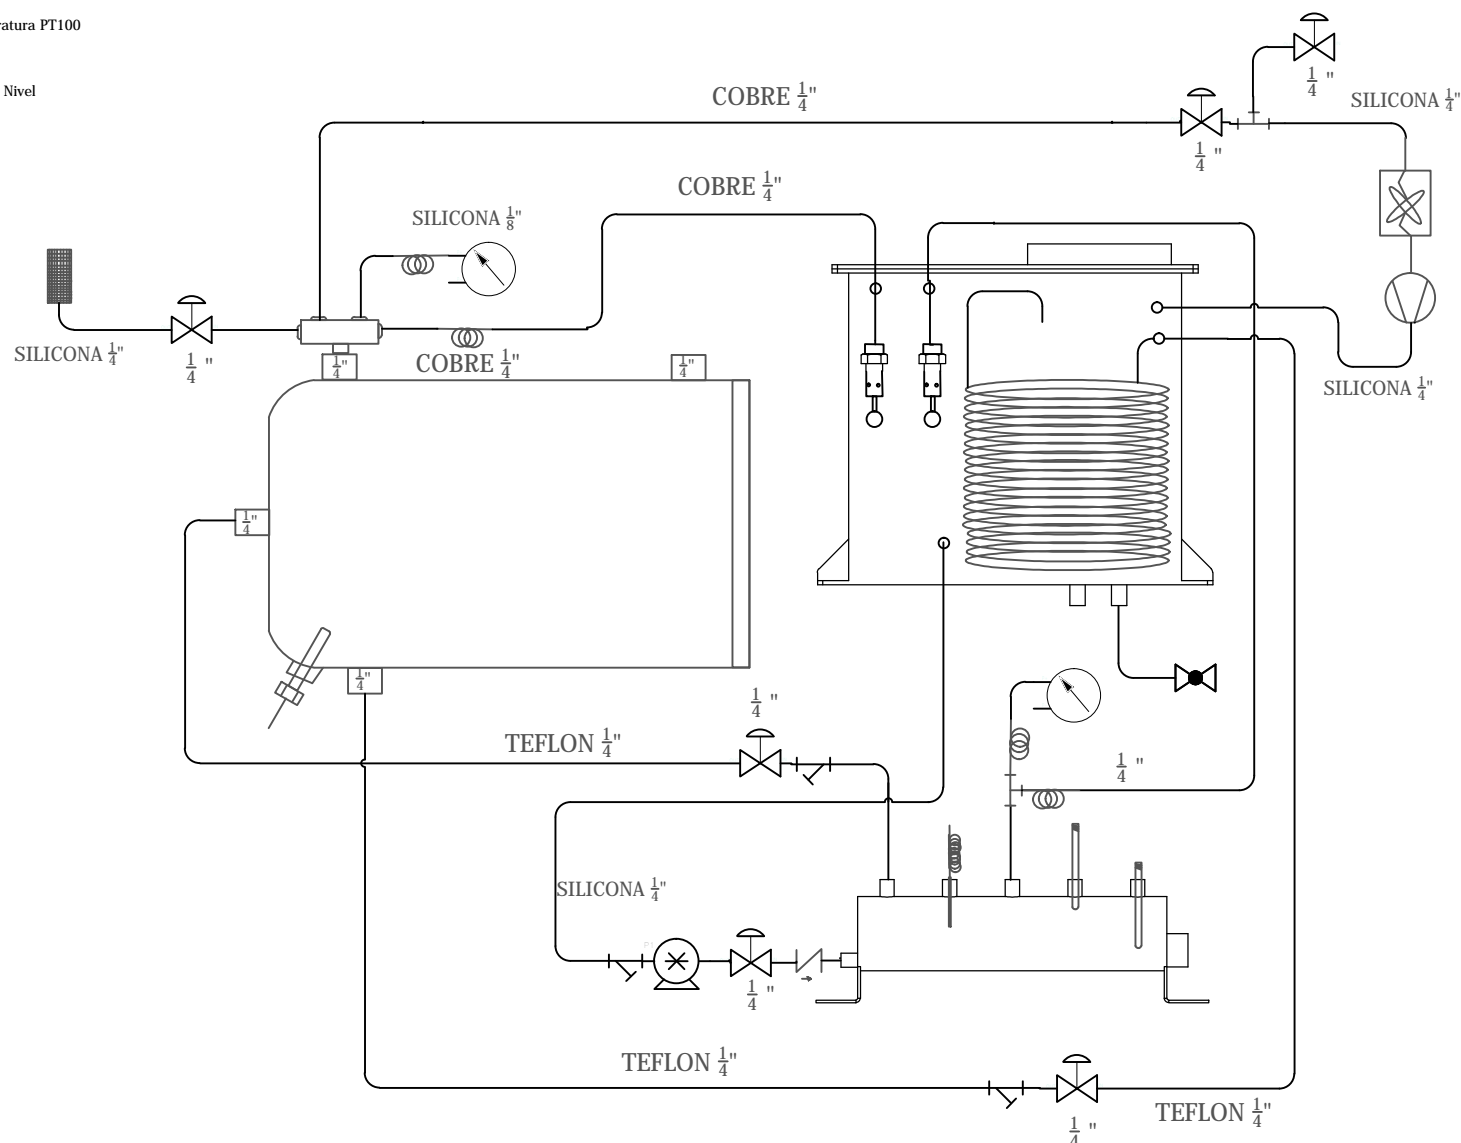 atura PT100
Nivel
COBRE 1/4"
1/4 "
SILICONA 1/4"
1/4 "
COBRE 1/4"
SILICONA 1/8"
SILICONA 1/4"
1/4 "
1/4"
COBRE 1/4"
1/4"
SILICONA 1/4"
1/4"
1/4"
1/4 "
TEFLON 1/4"
1/4 "
SILICONA 1/4"
1/4 "
TEFLON 1/4"
TEFLON 1/4"
1/4 "